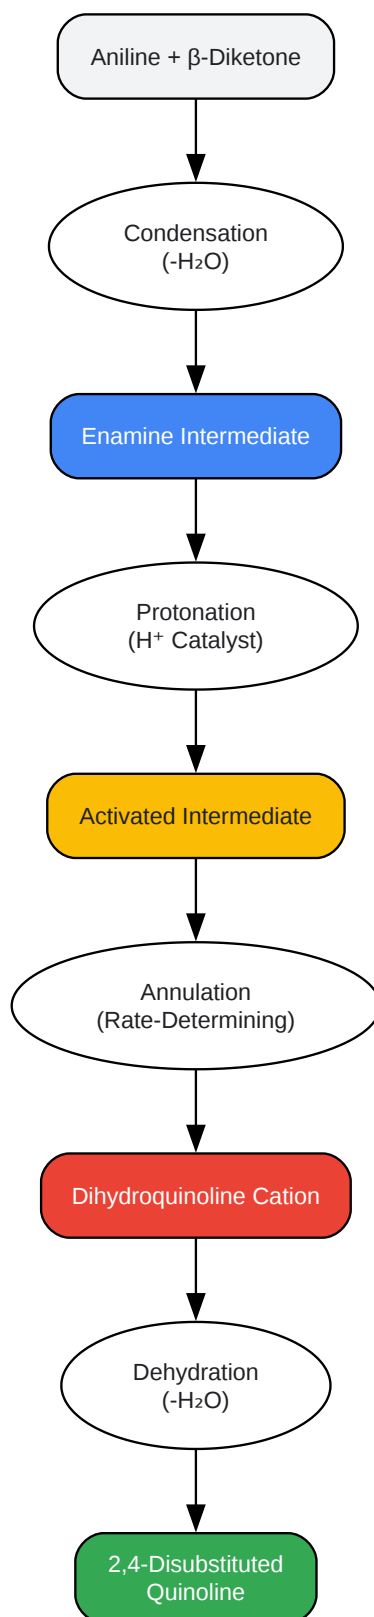 Aniline + β-Diketone
Condensation
(-H₂O)
Enamine Intermediate
Protonation
(H⁺ Catalyst)
Activated Intermediate
Annulation
(Rate-Determining)
Dihydroquinoline Cation
Dehydration
(-H₂O)
2,4-Disubstituted
Quinoline